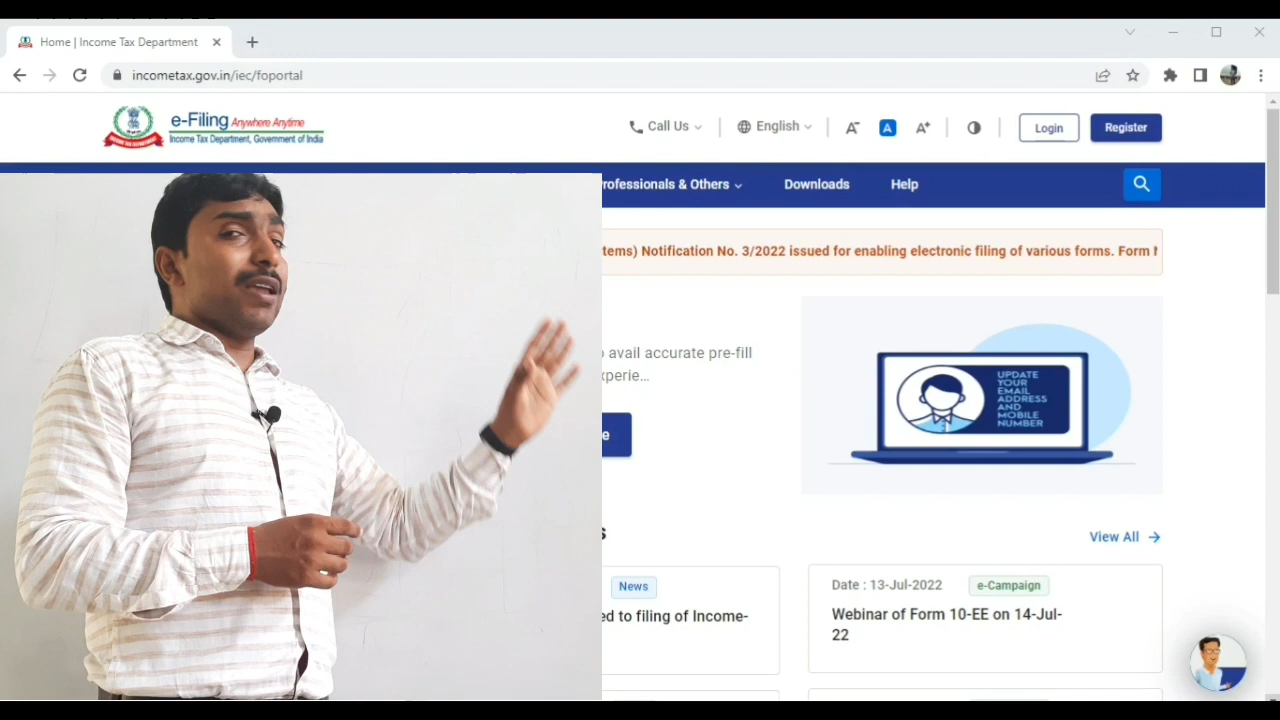 Home | Income Tax Department
incometax.gov.in/iec/foportal
e-Filing Anywhere Anytime
Income Tax Department, Government of India
Call Us
English
A-
A
A+
Login
Register
rofessionals & Others
Downloads
Help
tems) Notification No. 3/2022 issued for enabling electronic filing of various forms. Form
avail accurate pre-fill
xperie...
e
UPDATE
YOUR
EMAIL
ADDRESS
AND
MOBILE
NUMBER
s
View All
News
ed to filing of Income-
Date : 13-Jul-2022
e-Campaign
Webinar of Form 10-EE on 14-Jul-
22